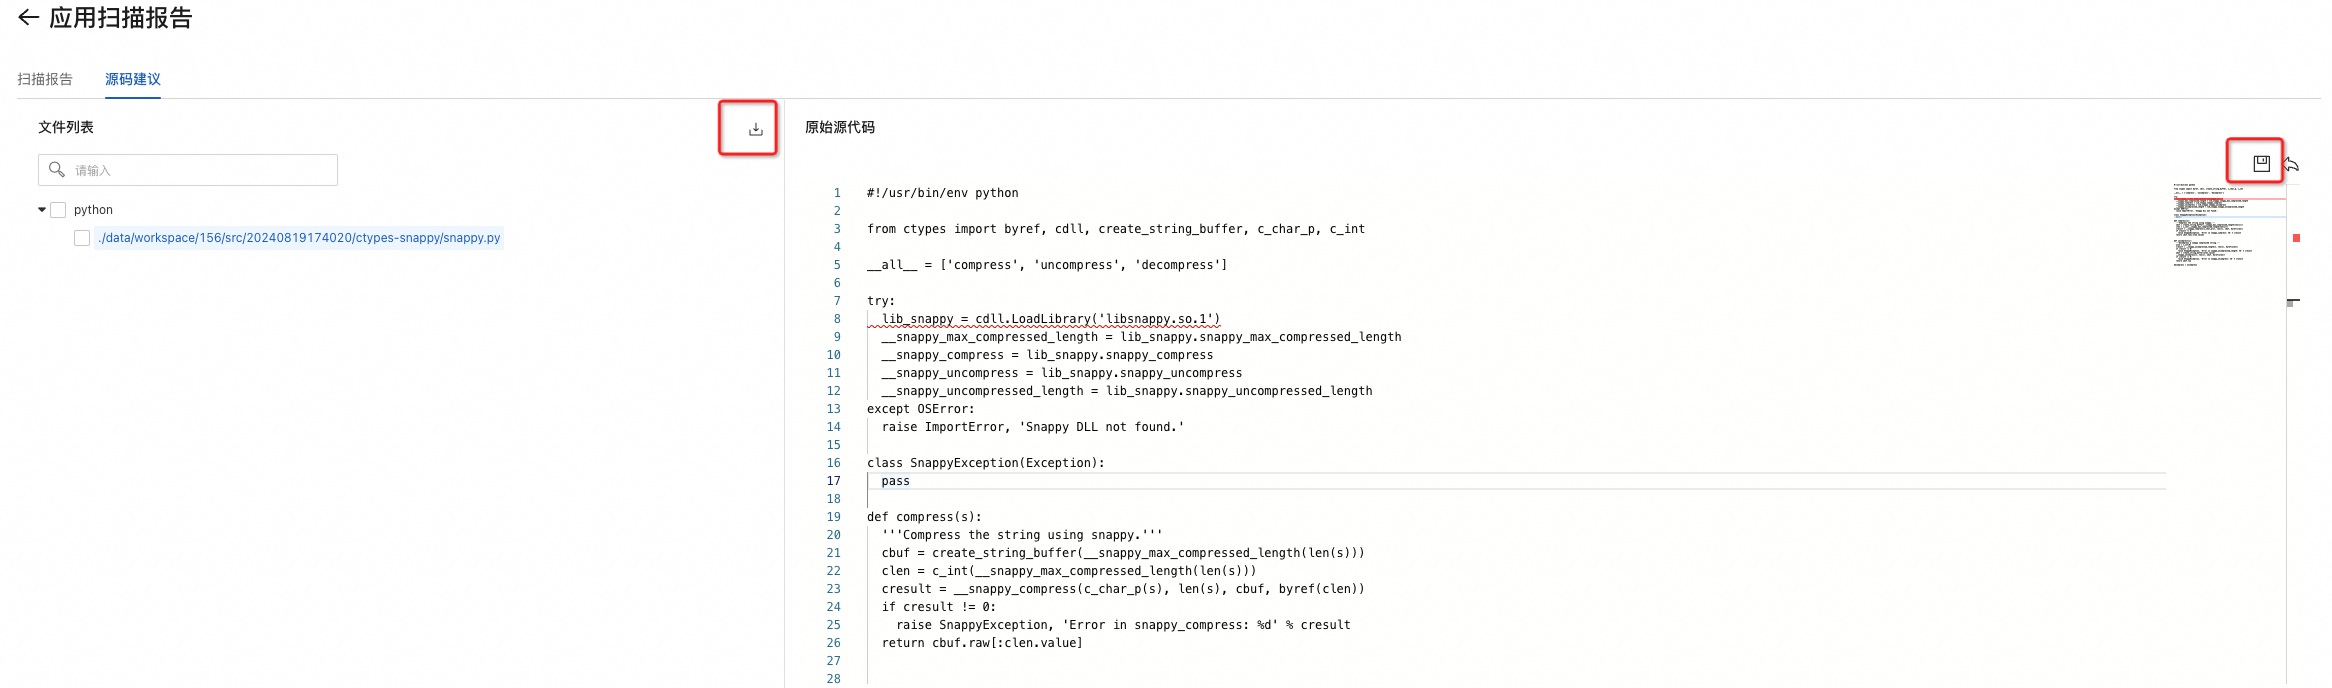 应用扫描报告
扫描报告 源码建议
文件列表
请输入
python
./data/workspace/156/src/20240819174020/ctypes-snappy/snappy.py
原始源代码
1 #!/usr/bin/env python
2
3 from ctypes import byref, cdll, create_string_buffer, c_char_p, c_int
4
5 __all__ = ['compress', 'uncompress', 'decompress']
6
7 try:
8   lib_snappy = cdll.LoadLibrary('libsnappy.so.1')
9   __snappy_max_compressed_length = lib_snappy.snappy_max_compressed_length
10   __snappy_compress = lib_snappy.snappy_compress
11   __snappy_uncompress = lib_snappy.snappy_uncompress
12   __snappy_uncompressed_length = lib_snappy.snappy_uncompressed_length
13 except OSError:
14   raise ImportError, 'Snappy DLL not found.'
15
16 class SnappyException(Exception):
17   pass
18
19 def compress(s):
20   '''Compress the string using snappy.'''
21   cbuf = create_string_buffer(__snappy_max_compressed_length(len(s)))
22   clen = c_int(__snappy_max_compressed_length(len(s)))
23   cresult = __snappy_compress(c_char_p(s), len(s), cbuf, byref(clen))
24   if cresult != 0:
25     raise SnappyException, 'Error in snappy_compress: %d' % cresult
26   return cbuf.raw[:clen.value]
27
28